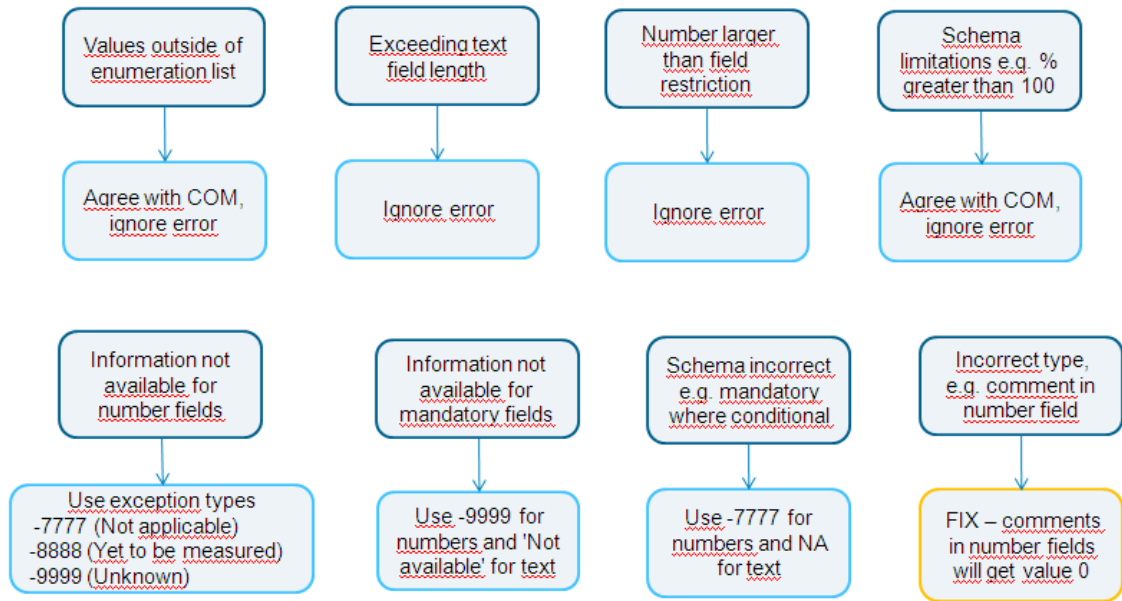 Values outside of
enumeration list
Exceeding text
field length
Number larger
than field
restriction
Schema
limitations e.g. %
greater than 100
Agree with COM,
ignore error
Ignore error
Ignore error
Agree with COM,
ignore error
Information not
available for
number fields
Information not
available for
mandatory fields
Schema incorrect
e.g. mandatory
where conditional
Incorrect type,
e.g. comment in
number field
Use exception types
-7777 (Not applicable)
-8888 (Yet to be measured)
-9999 (Unknown)
Use -9999 for
numbers and 'Not
available' for text
Use -7777 for
numbers and NA
for text
FIX – comments
in number fields
will get value 0